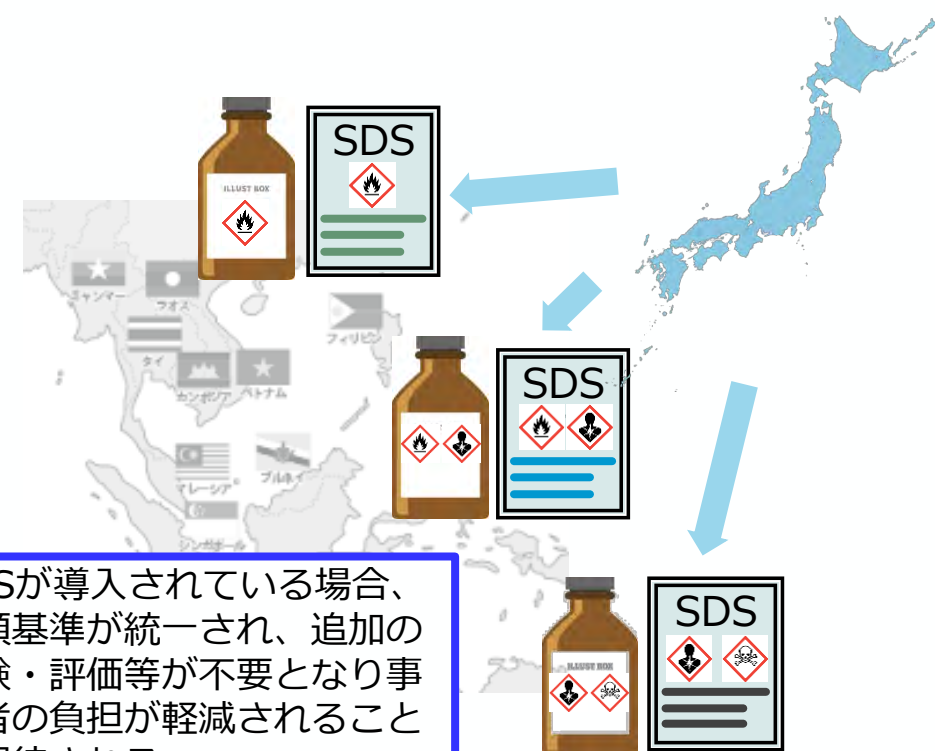 SDS
ILLUST BOX
ミャンマー
ラオス
フィリピン
タイ
SDS
カンボジア
ベトナム
マレーシア
ブルネイ
シンガポール
Sが導入されている場合、
基準が統一され、追加の
・評価等が不要となり事
者の負担が軽減されること
SDS
ILLUST BOX